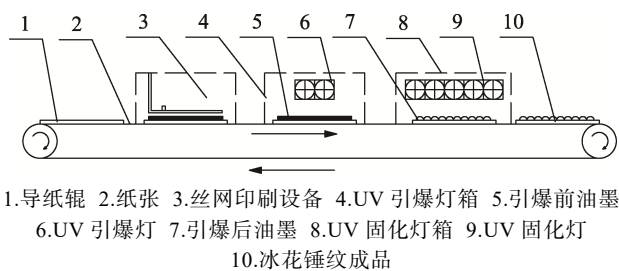 1 2 3 4 5 6 7 8 9 10
1.导纸辊 2.纸张 3.丝网印刷设备 4.UV 引爆灯箱 5.引爆前油墨
6.UV 引爆灯 7.引爆后油墨 8.UV 固化灯箱 9.UV 固化灯
10.冰花锤纹成品